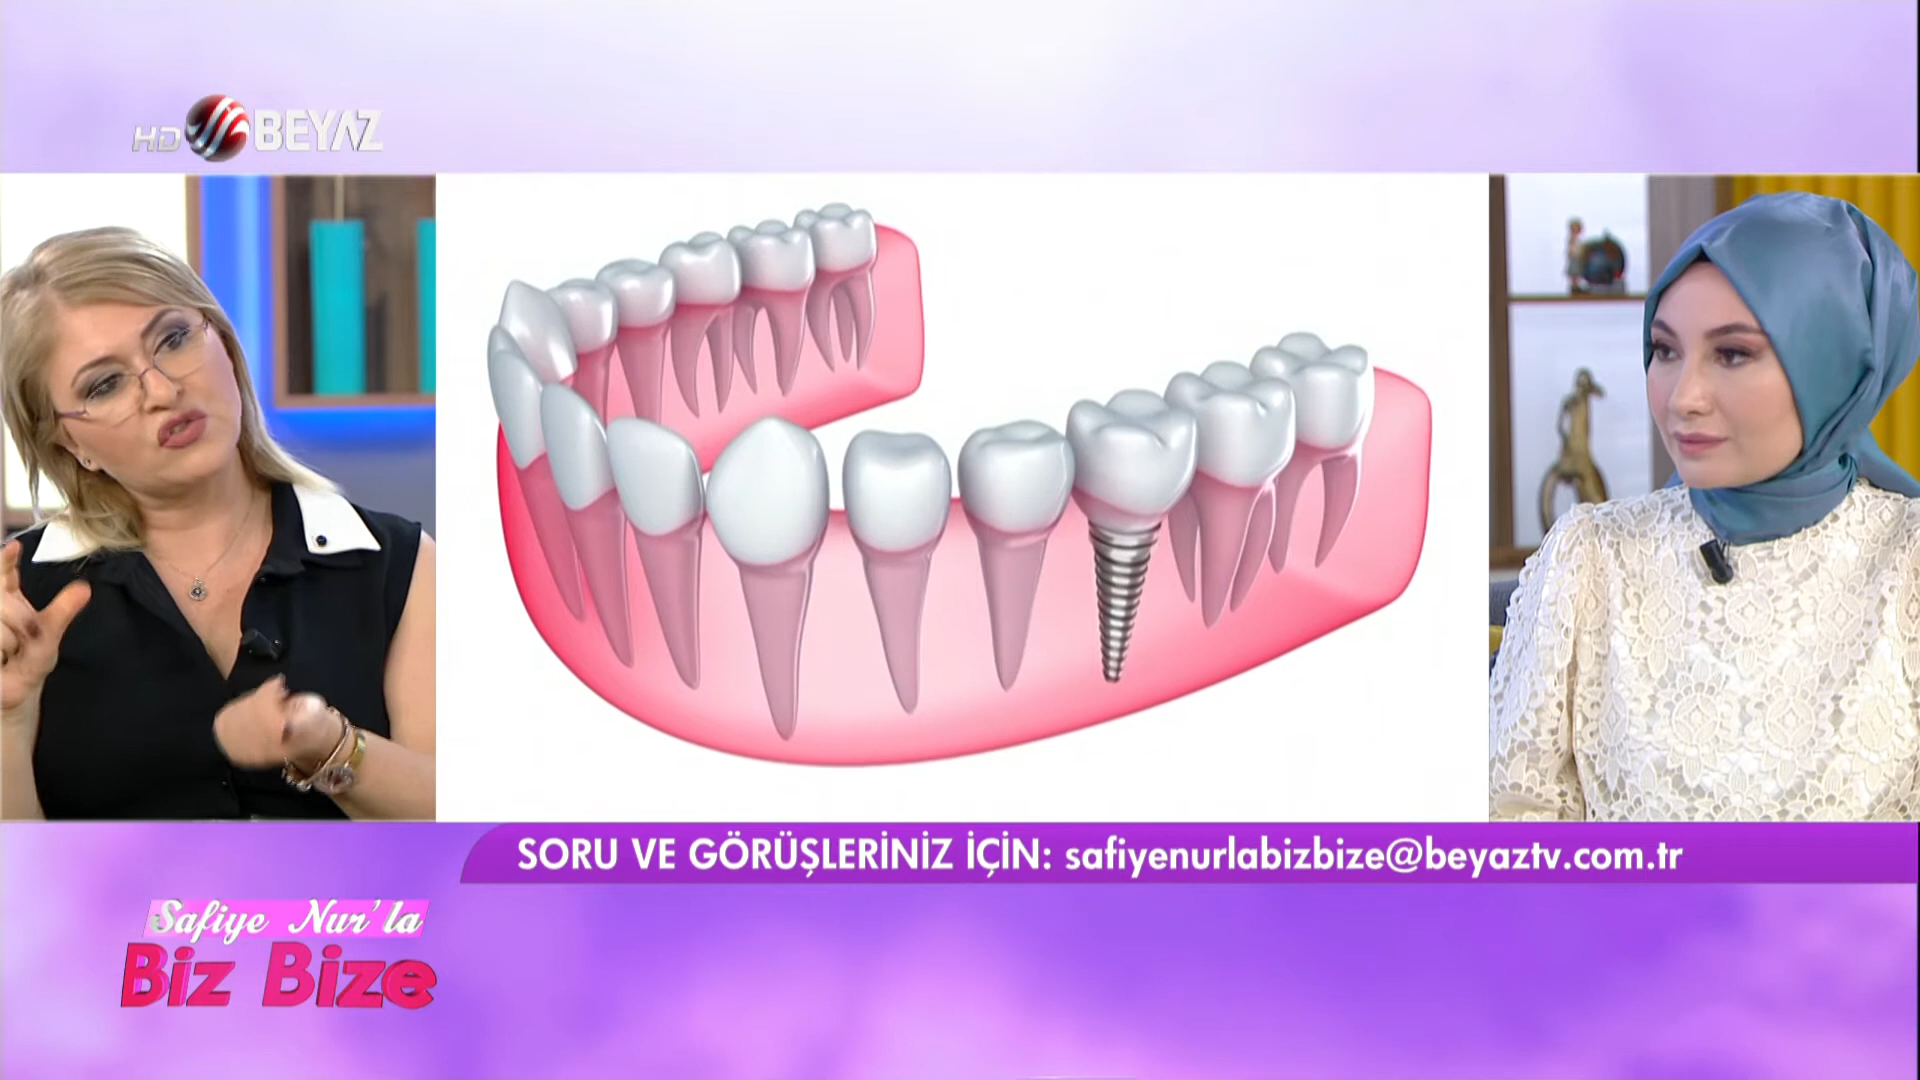 HD BEYAZ
SORU VE GÖRÜŞLERİNİZ İÇİN: safiyenurlabizbize@beyaztv.com.tr
Safiye Nur'la
Biz Bize